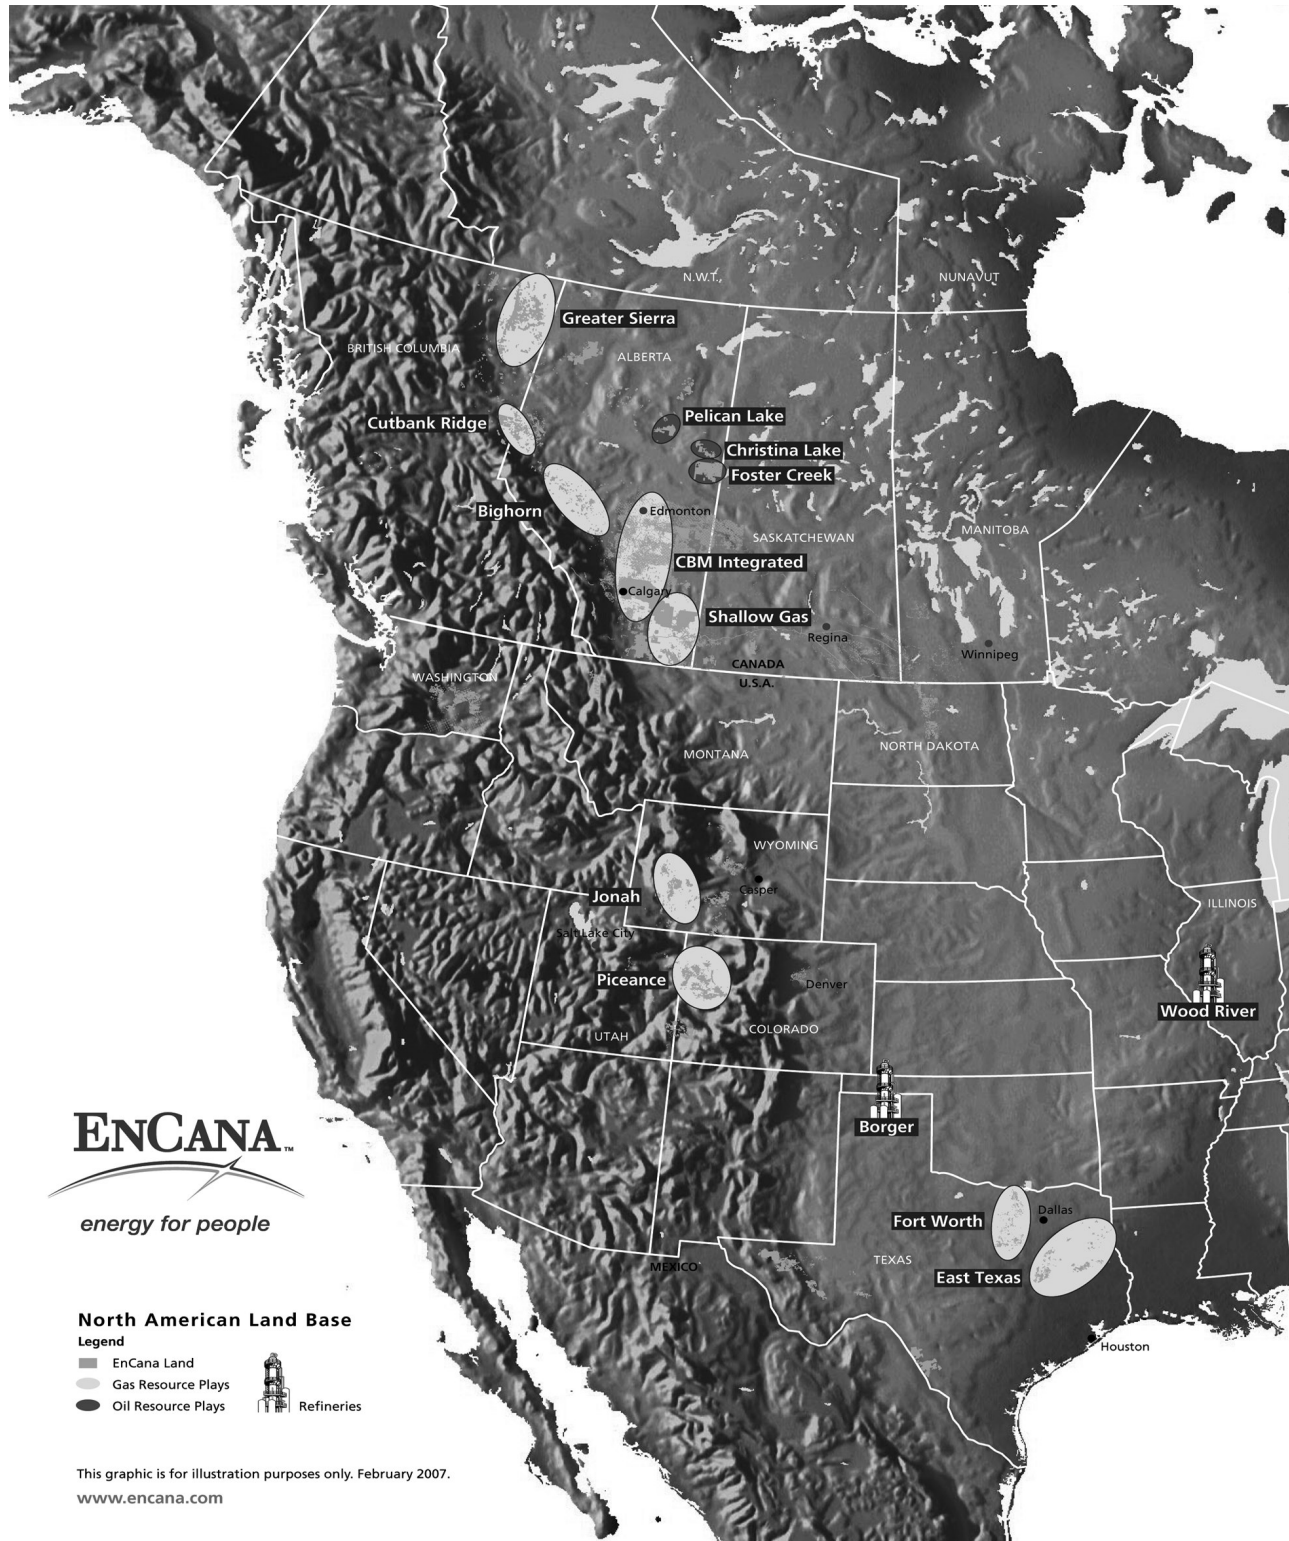 N.W.T.
NUNAVUT
Greater Sierra
BRITISH COLUMBIA
ALBERTA
Pelican Lake
Cutbank Ridge
Christina Lake
Foster Creek
Bighorn
Edmonton
MANITOBA
SASKATCHEWAN
CBM Integrated
Calgary
Shallow Gas
Regina
Winnipeg
CANADA
U.S.A.
WASHINGTON
NORTH DAKOTA
MONTANA
WYOMING
Casper
Jonah
ILLINOIS
Salt Lake City
Piceance
Denver
Wood River
COLORADO
UTAH
Borger
ENCANA™
energy for people
Dallas
Fort Worth
TEXAS
MEXICO
East Texas
Houston
North American Land Base
Legend
EnCana Land
Gas Resource Plays
Oil Resource Plays
Refineries
This graphic is for illustration purposes only. February 2007.
www.encana.com